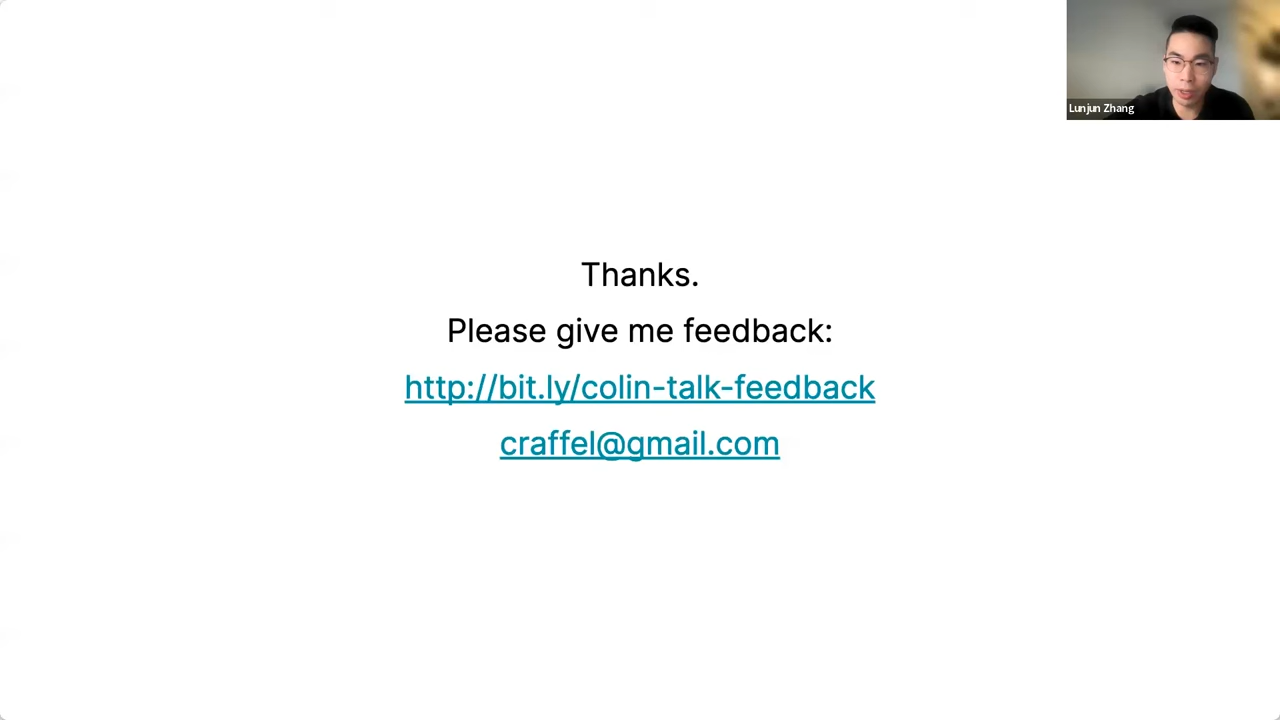 Lunjun Zhang
Thanks.
Please give me feedback:
http://bit.ly/colin-talk-feedback
craffel@gmail.com